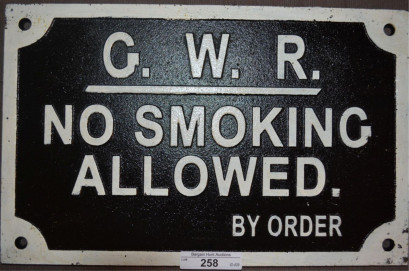 G. W. R.
NO SMOKING
ALLOWED.
BY ORDER
258